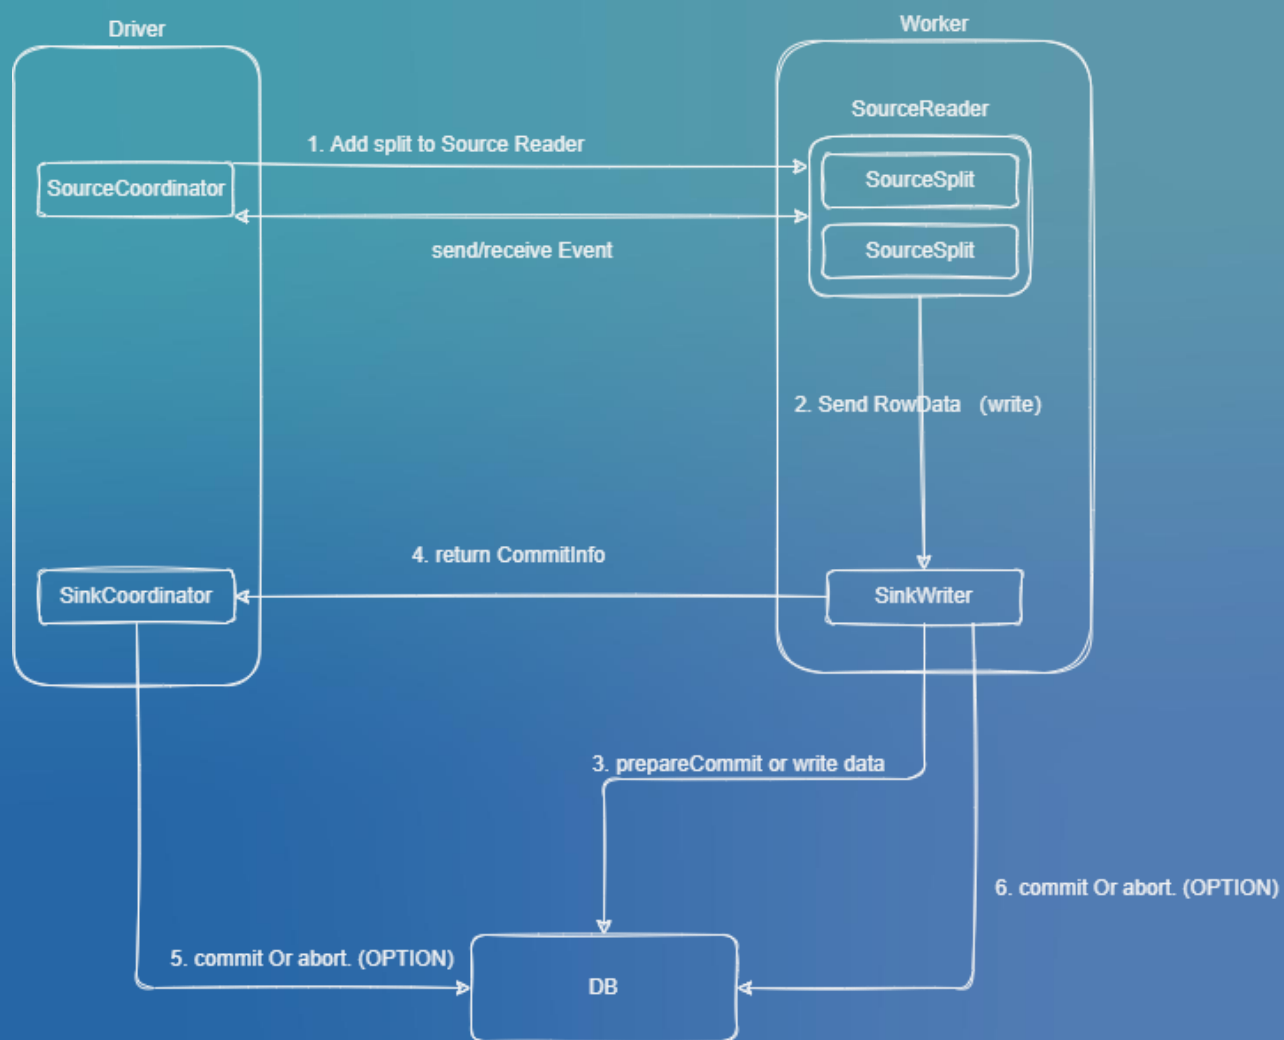 Driver
Worker
SourceReader
1. Add split to Source Reader
SourceCoordinator
SourceSplit
send/receive Event
SourceSplit
2. Send RowData (write)
4. return CommitInfo
SinkCoordinator
SinkWriter
3. prepareCommit or write data
6. commit Or abort. (OPTION)
5. commit Or abort. (OPTION)
DB